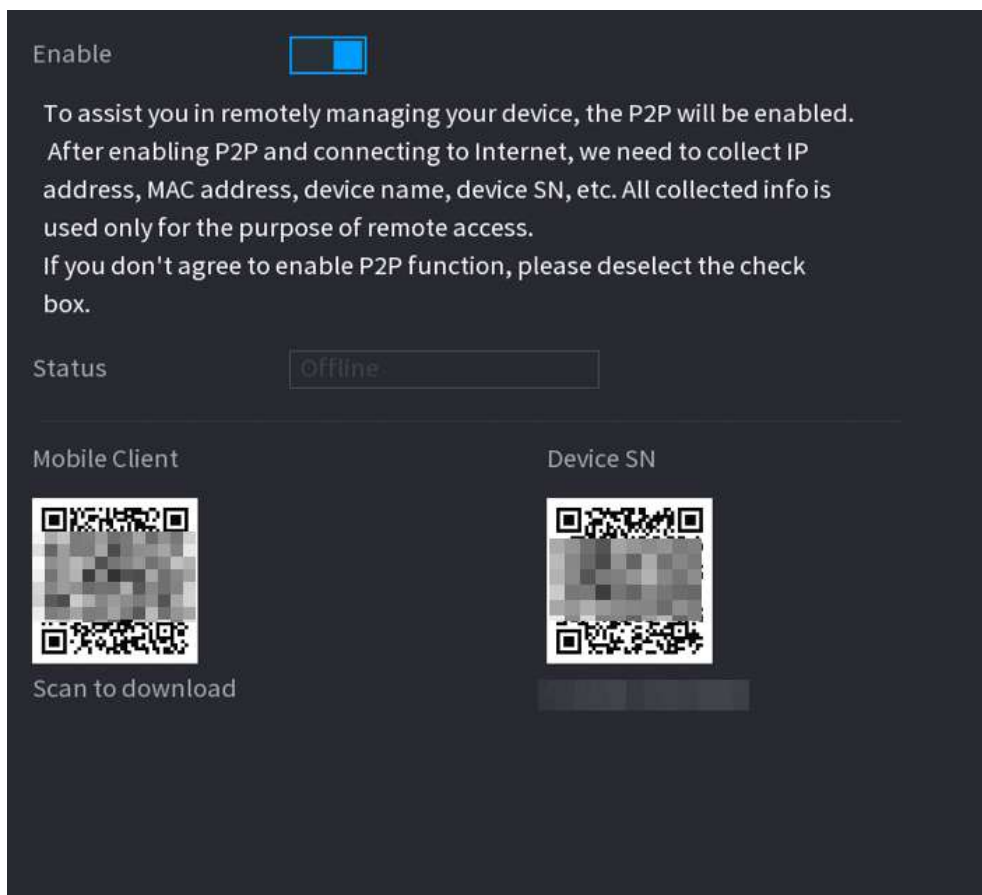 Enable
To assist you in remotely managing your device, the P2P will be enabled.
After enabling P2P and connecting to Internet, we need to collect IP
address, MAC address, device name, device SN, etc. All collected info is
used only for the purpose of remote access.
If you don't agree to enable P2P function, please deselect the check
box.
Status Offline
Mobile Client Device SN
Scan to download